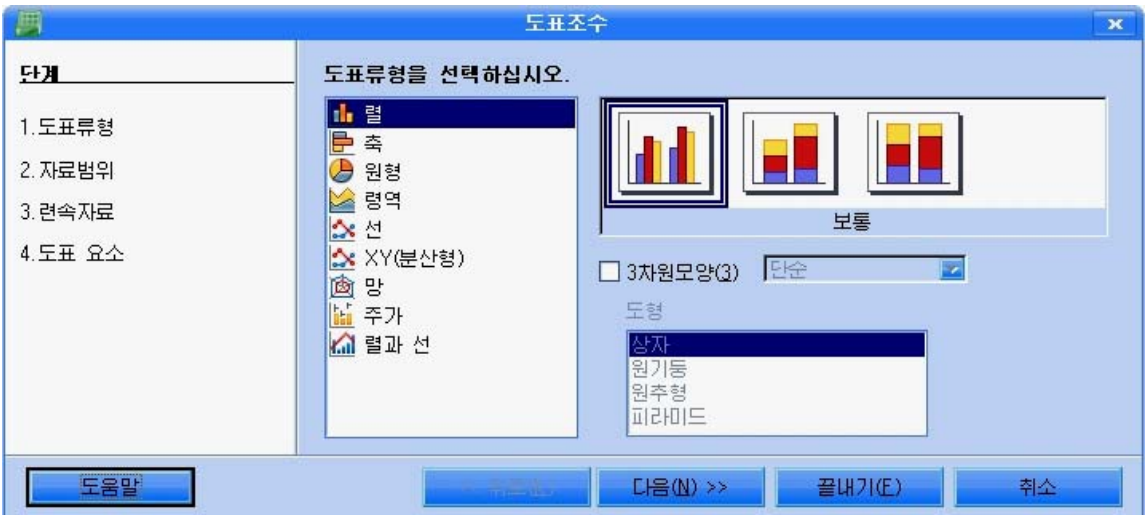 도표조수
단계
1.도표류형
2.자료범위
3.련속자료
4.도표 요소
도표류형을 선택하십시오.
렬
축
원형
령역
선
XY(분산형)
망
주가
렬과 선
보통
3차원모양(3)
단순
도형
상자
원기둥
원추형
피라미드
도움말
다음(N) >>
끝내기(E)
취소